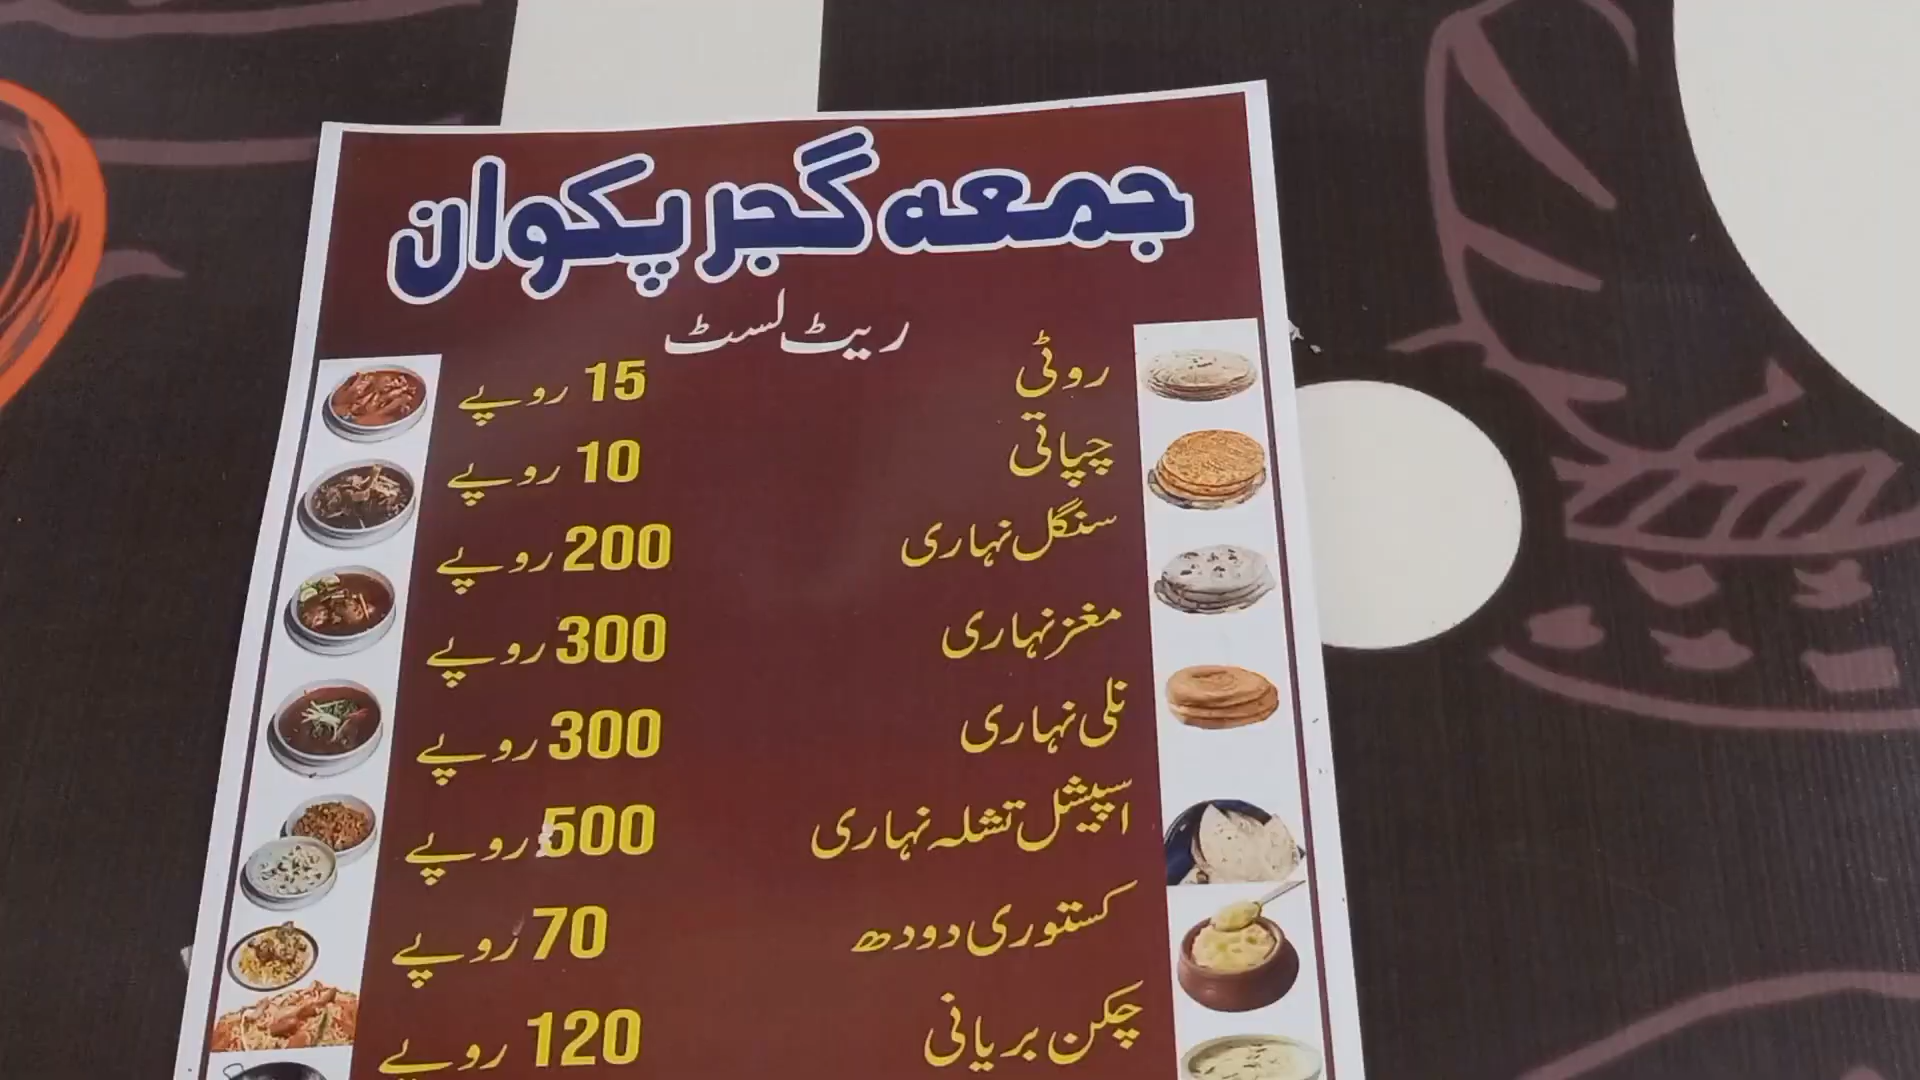 جمعہ گجر پکوان
ریٹ لسٹ
روٹی 15 روپے
چپاتی 10 روپے
سنگل نہاری 200 روپے
مغز نہاری 300 روپے
نلی نہاری 300 روپے
اسپیشل تشلہ نہاری 500 روپے
کستوری دودھ 70 روپے
چکن بریانی 120 روپے